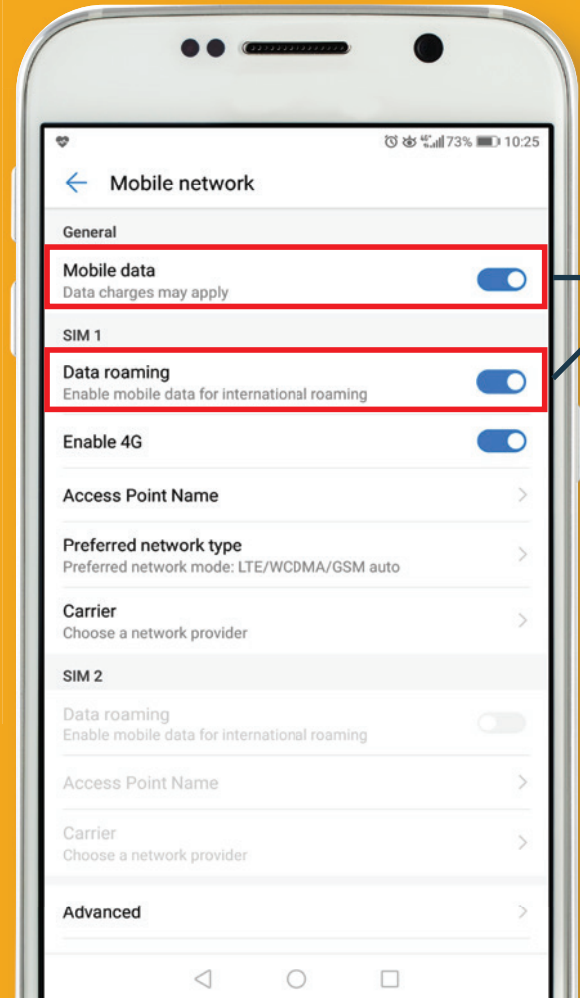 73% 10:25
Mobile network
General
Mobile data
Data charges may apply
SIM 1
Data roaming
Enable mobile data for international roaming
Enable 4G
Access Point Name
Preferred network type
Preferred network mode: LTE/WCDMA/GSM auto
Carrier
Choose a network provider
SIM 2
Data roaming
Enable mobile data for international roaming
Access Point Name
Carrier
Choose a network provider
Advanced